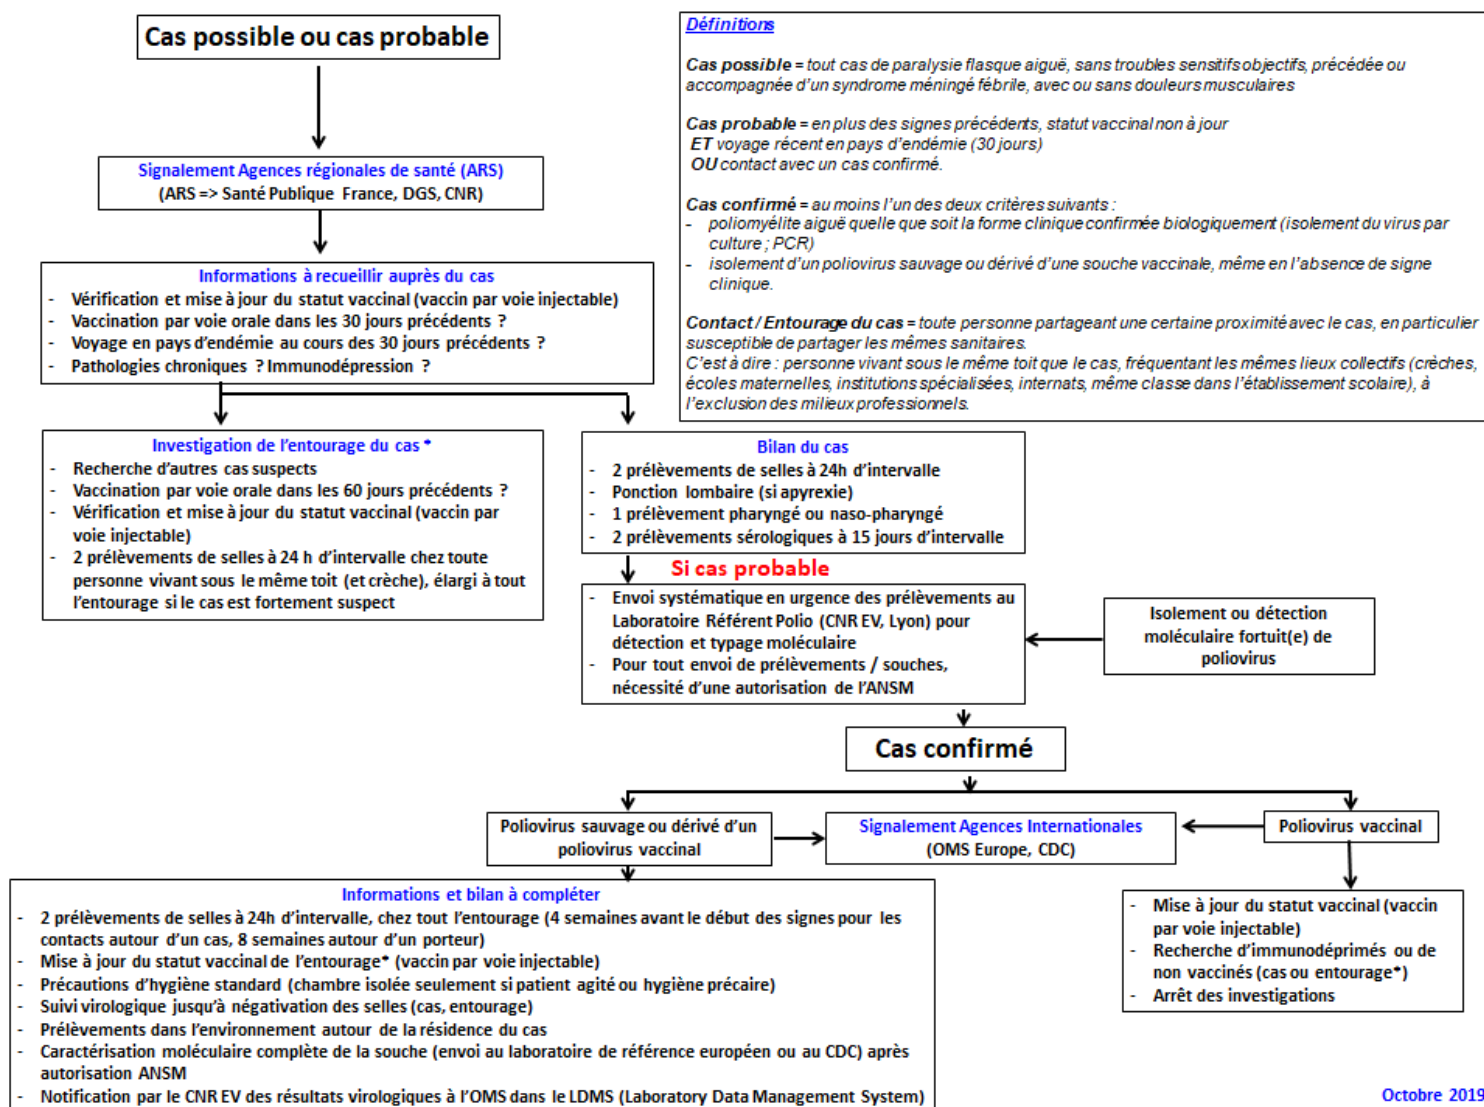 Cas possible ou cas probable
Signalement Agences régionales de santé (ARS)
(ARS => Santé Publique France, DGS, CNR)
Informations à recueillir auprès du cas
- Vérification et mise à jour du statut vaccinal (vaccin par voie injectable)
- Vaccination par voie orale dans les 30 jours précédents ?
- Voyage en pays d'endémie au cours des 30 jours précédents ?
- Pathologies chroniques ? Immunodépression ?
Définitions
Cas possible = tout cas de paralysie flasque aiguë, sans troubles sensitifs objectifs, précédée ou
accompagnée d'un syndrome méningé fébrile, avec ou sans douleurs musculaires
Cas probable = en plus des signes précédents, statut vaccinal non à jour
ET voyage récent en pays d'endémie (30 jours)
OU contact avec un cas confirmé.
Cas confirmé = au moins l'un des deux critères suivants :
- poliomyélite aiguë quelle que soit la forme clinique confirmée biologiquement (isolement du virus par
culture ; PCR)
- isolement d'un poliovirus sauvage ou dérivé d'une souche vaccinale, même en l'absence de signe
clinique.
Contact / Entourage du cas = toute personne partageant une certaine proximité avec le cas, en particulier
susceptible de partager les mêmes sanitaires.
C'est à dire : personne vivant sous le même toit que le cas, fréquentant les mêmes lieux collectifs (crèches,
écoles maternelles, institutions spécialisées, internats, même classe dans l'établissement scolaire), à
l'exclusion des milieux professionnels.
Investigation de l'entourage du cas *
- Recherche d'autres cas suspects
- Vaccination par voie orale dans les 60 jours précédents ?
- Vérification et mise à jour du statut vaccinal (vaccin par
voie injectable)
- 2 prélèvements de selles à 24 h d'intervalle chez toute
personne vivant sous le même toit (et crèche), élargi à tout
l'entourage si le cas est fortement suspect
Bilan du cas
- 2 prélèvements de selles à 24h d'intervalle
- Ponction lombaire (si apyrexie)
- 1 prélèvement pharyngé ou naso-pharyngé
- 2 prélèvements sérologiques à 15 jours d'intervalle
Si cas probable
- Envoi systématique en urgence des prélèvements au
Laboratoire Référent Polio (CNR EV, Lyon) pour
détection et typage moléculaire
- Pour tout envoi de prélèvements / souches,
nécessité d'une autorisation de l'ANSM
Isolement ou détection
moléculaire fortuit(e) de
poliovirus
Cas confirmé
Poliovirus sauvage ou dérivé d'un
poliovirus vaccinal
Signalement Agences Internationales
(OMS Europe, CDC)
Poliovirus vaccinal
Informations et bilan à compléter
- 2 prélèvements de selles à 24h d'intervalle, chez tout l'entourage (4 semaines avant le début des signes pour les
contacts autour d'un cas, 8 semaines autour d'un porteur)
- Mise à jour du statut vaccinal de l'entourage* (vaccin par voie injectable)
- Précautions d'hygiène standard (chambre isolée seulement si patient agité ou hygiène précaire)
- Suivi virologique jusqu'à négativation des selles (cas, entourage)
- Prélèvements dans l'environnement autour de la résidence du cas
- Caractérisation moléculaire complète de la souche (envoi au laboratoire de référence européen ou au CDC) après
autorisation ANSM
- Notification par le CNR EV des résultats virologiques à l'OMS dans le LDMS (Laboratory Data Management System)
- Mise à jour du statut vaccinal (vaccin
par voie injectable)
- Recherche d'immunodéprimés ou de
non vaccinés (cas ou entourage*)
- Arrêt des investigations
Octobre 2019